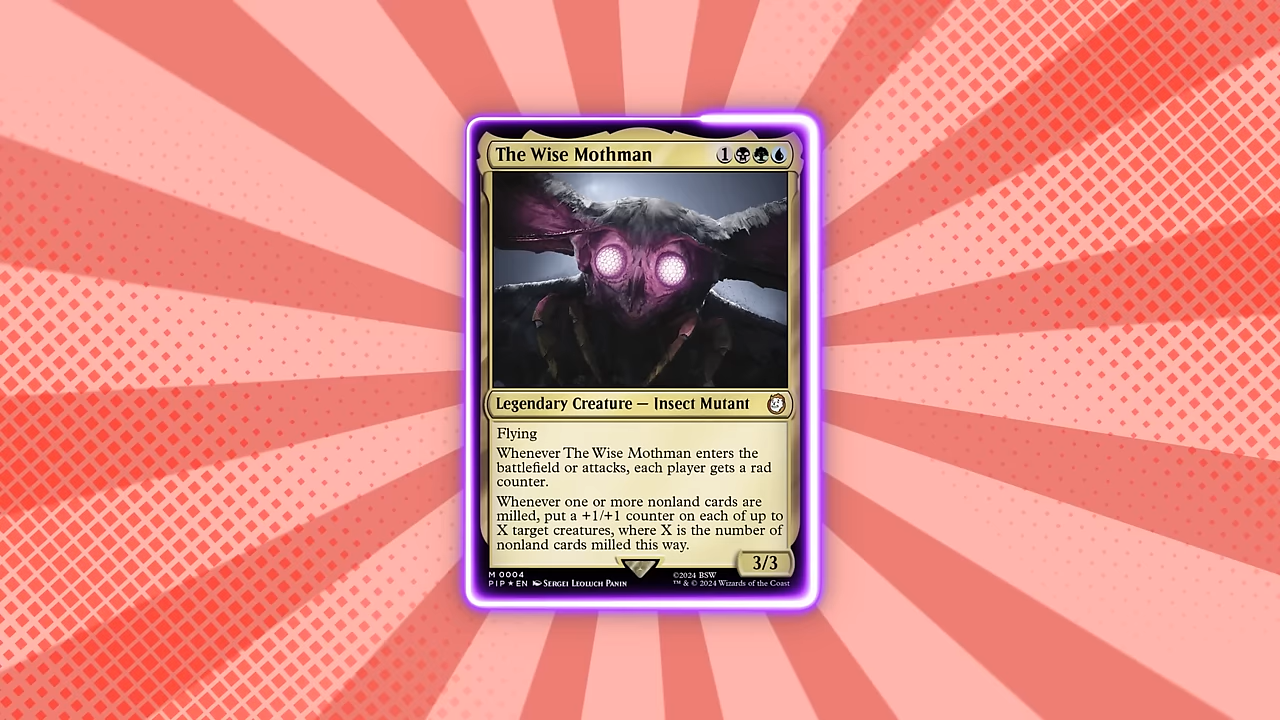 The Wise Mothman 1
Legendary Creature — Insect Mutant
Flying
Whenever The Wise Mothman enters the
battlefield or attacks, each player gets a rad
counter.
Whenever one or more nonland cards are
milled, put a +1/+1 counter on each of up to
X target creatures, where X is the number of
nonland cards milled this way.
3/3
M 0004
PIP ★ EN Sergei Leoluch Panin
©2024 BSW
™ & © 2024 Wizards of the Coast